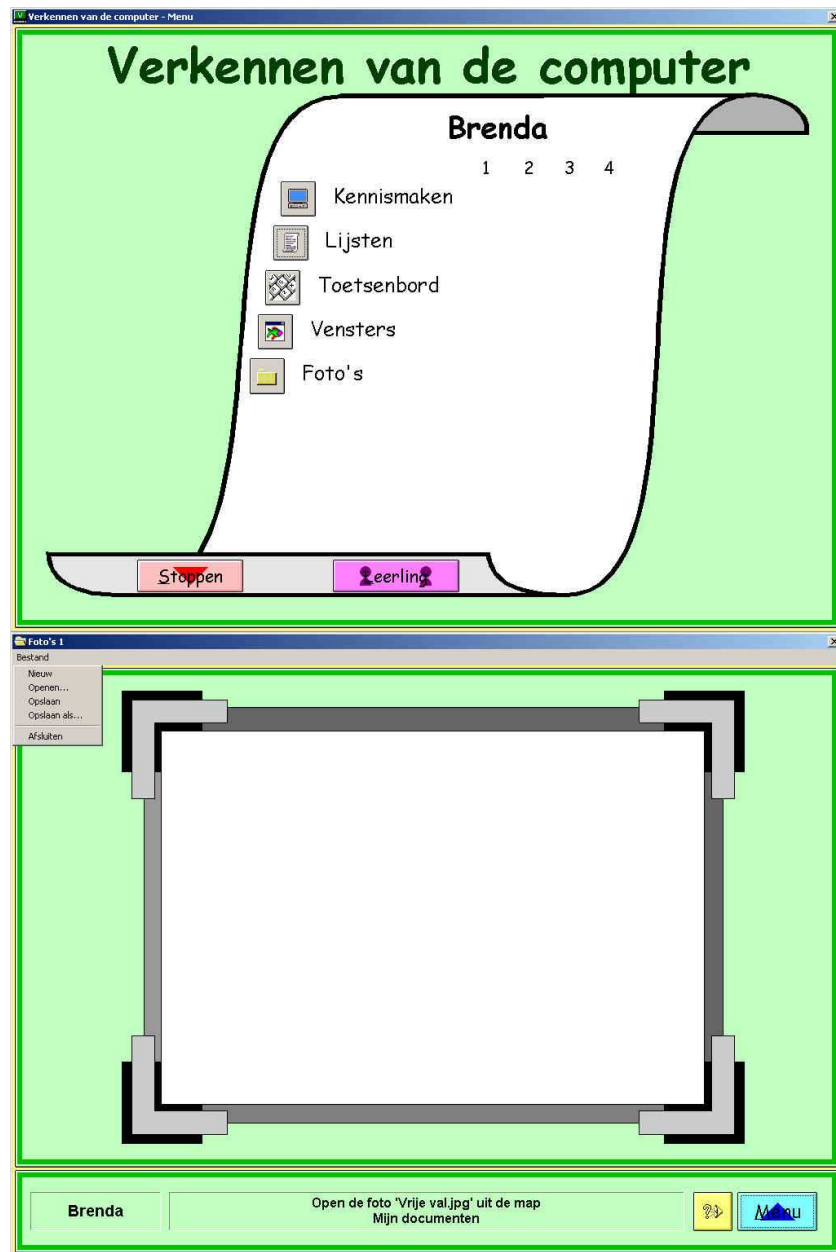 Verkennen van de computer - Menu
Verkennen van de computer
Brenda
1 2 3 4
Kennismaken
Lijsten
Toetsenbord
Vensters
Foto's
Stoppen
Leerling
Foto's 1
Bestand
Nieuw
Openen...
Opslaan
Opslaan als...
Afsluiten
Brenda
Open de foto 'Vrije val.jpg' uit de map
Mijn documenten
?
Menu